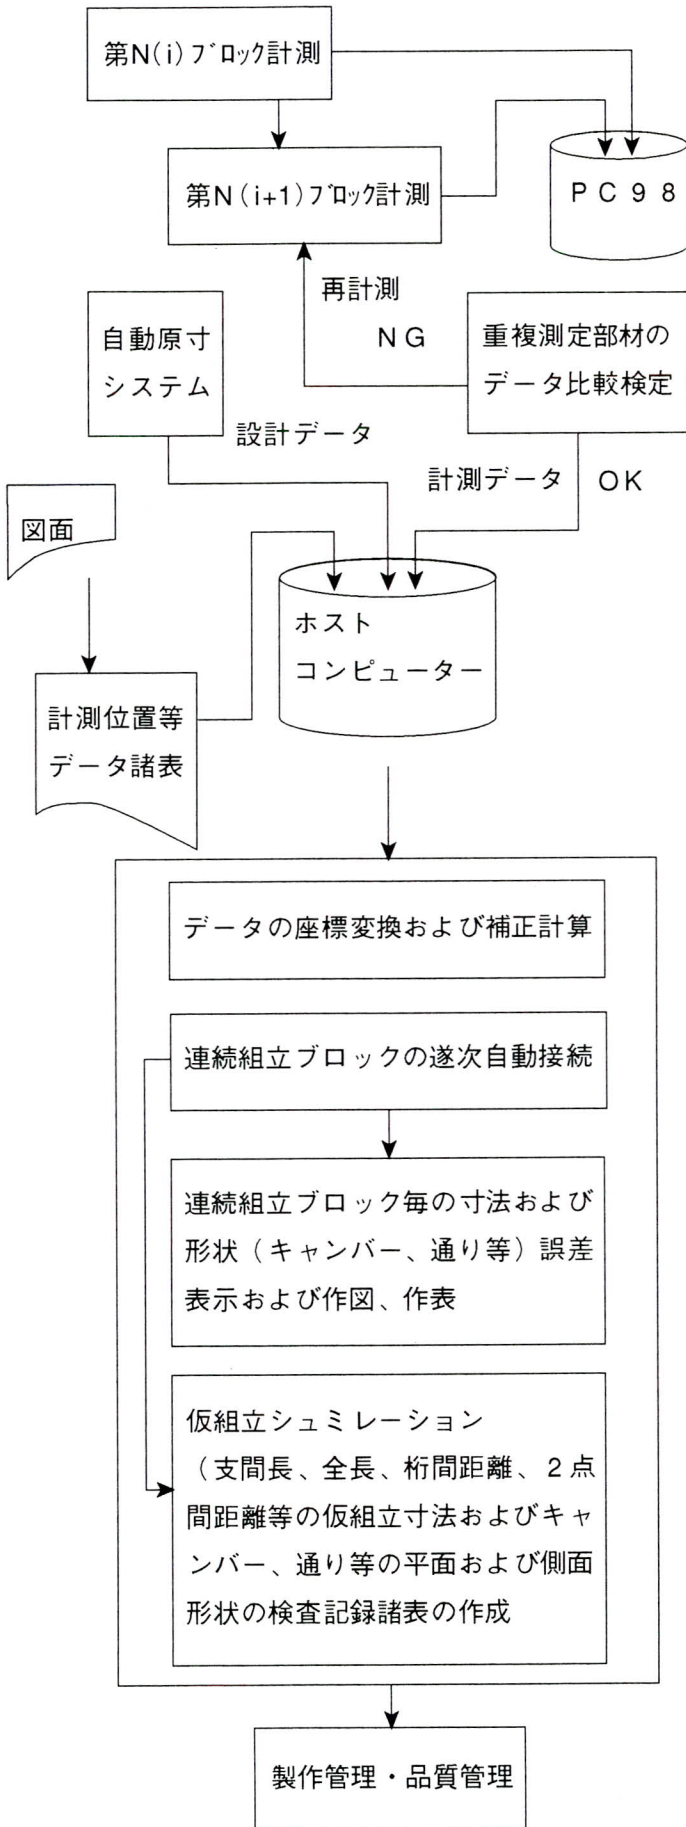 第N(i)ブロック計測
第N(i+1)ブロック計測
PC98
再計測
NG
自動原寸
システム
重複測定部材の
データ比較検定
設計データ
計測データ
OK
図面
ホスト
コンピューター
計測位置等
データ諸表
データの座標変換および補正計算
連続組立ブロックの遂次自動接続
連続組立ブロック毎の寸法および
形状（キャンバー、通り等）誤差
表示および作図、作表
仮組立シュミレーション
（支間長、全長、桁間距離、2点
間距離等の仮組立寸法およびキャ
ンバー、通り等の平面および側面
形状の検査記録諸表の作成
製作管理・品質管理